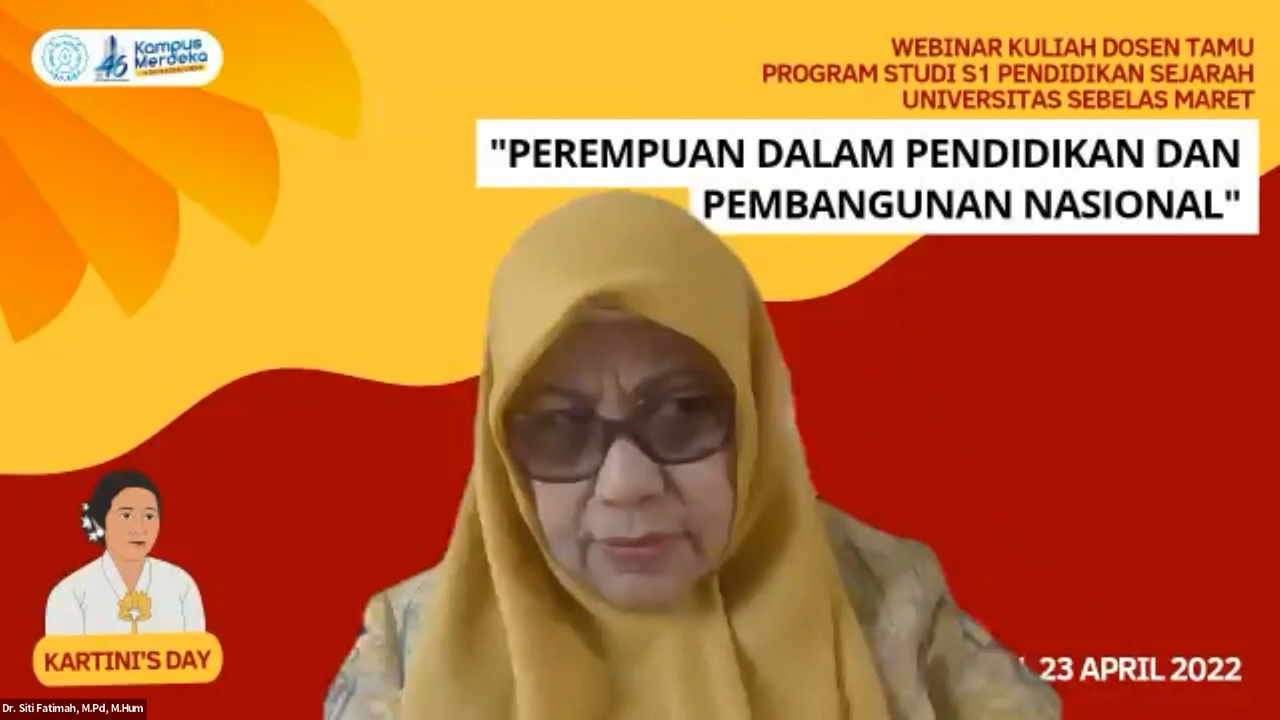 46
Kampus
Merdeka
WEBINAR KULIAH DOSEN TAMU
PROGRAM STUDI S1 PENDIDIKAN SEJARAH
UNIVERSITAS SEBELAS MARET
"PEREMPUAN DALAM PENDIDIKAN DAN
PEMBANGUNAN NASIONAL"
KARTINI'S DAY
23 APRIL 2022
Dr. Siti Fatimah, M.Pd, M.Hum